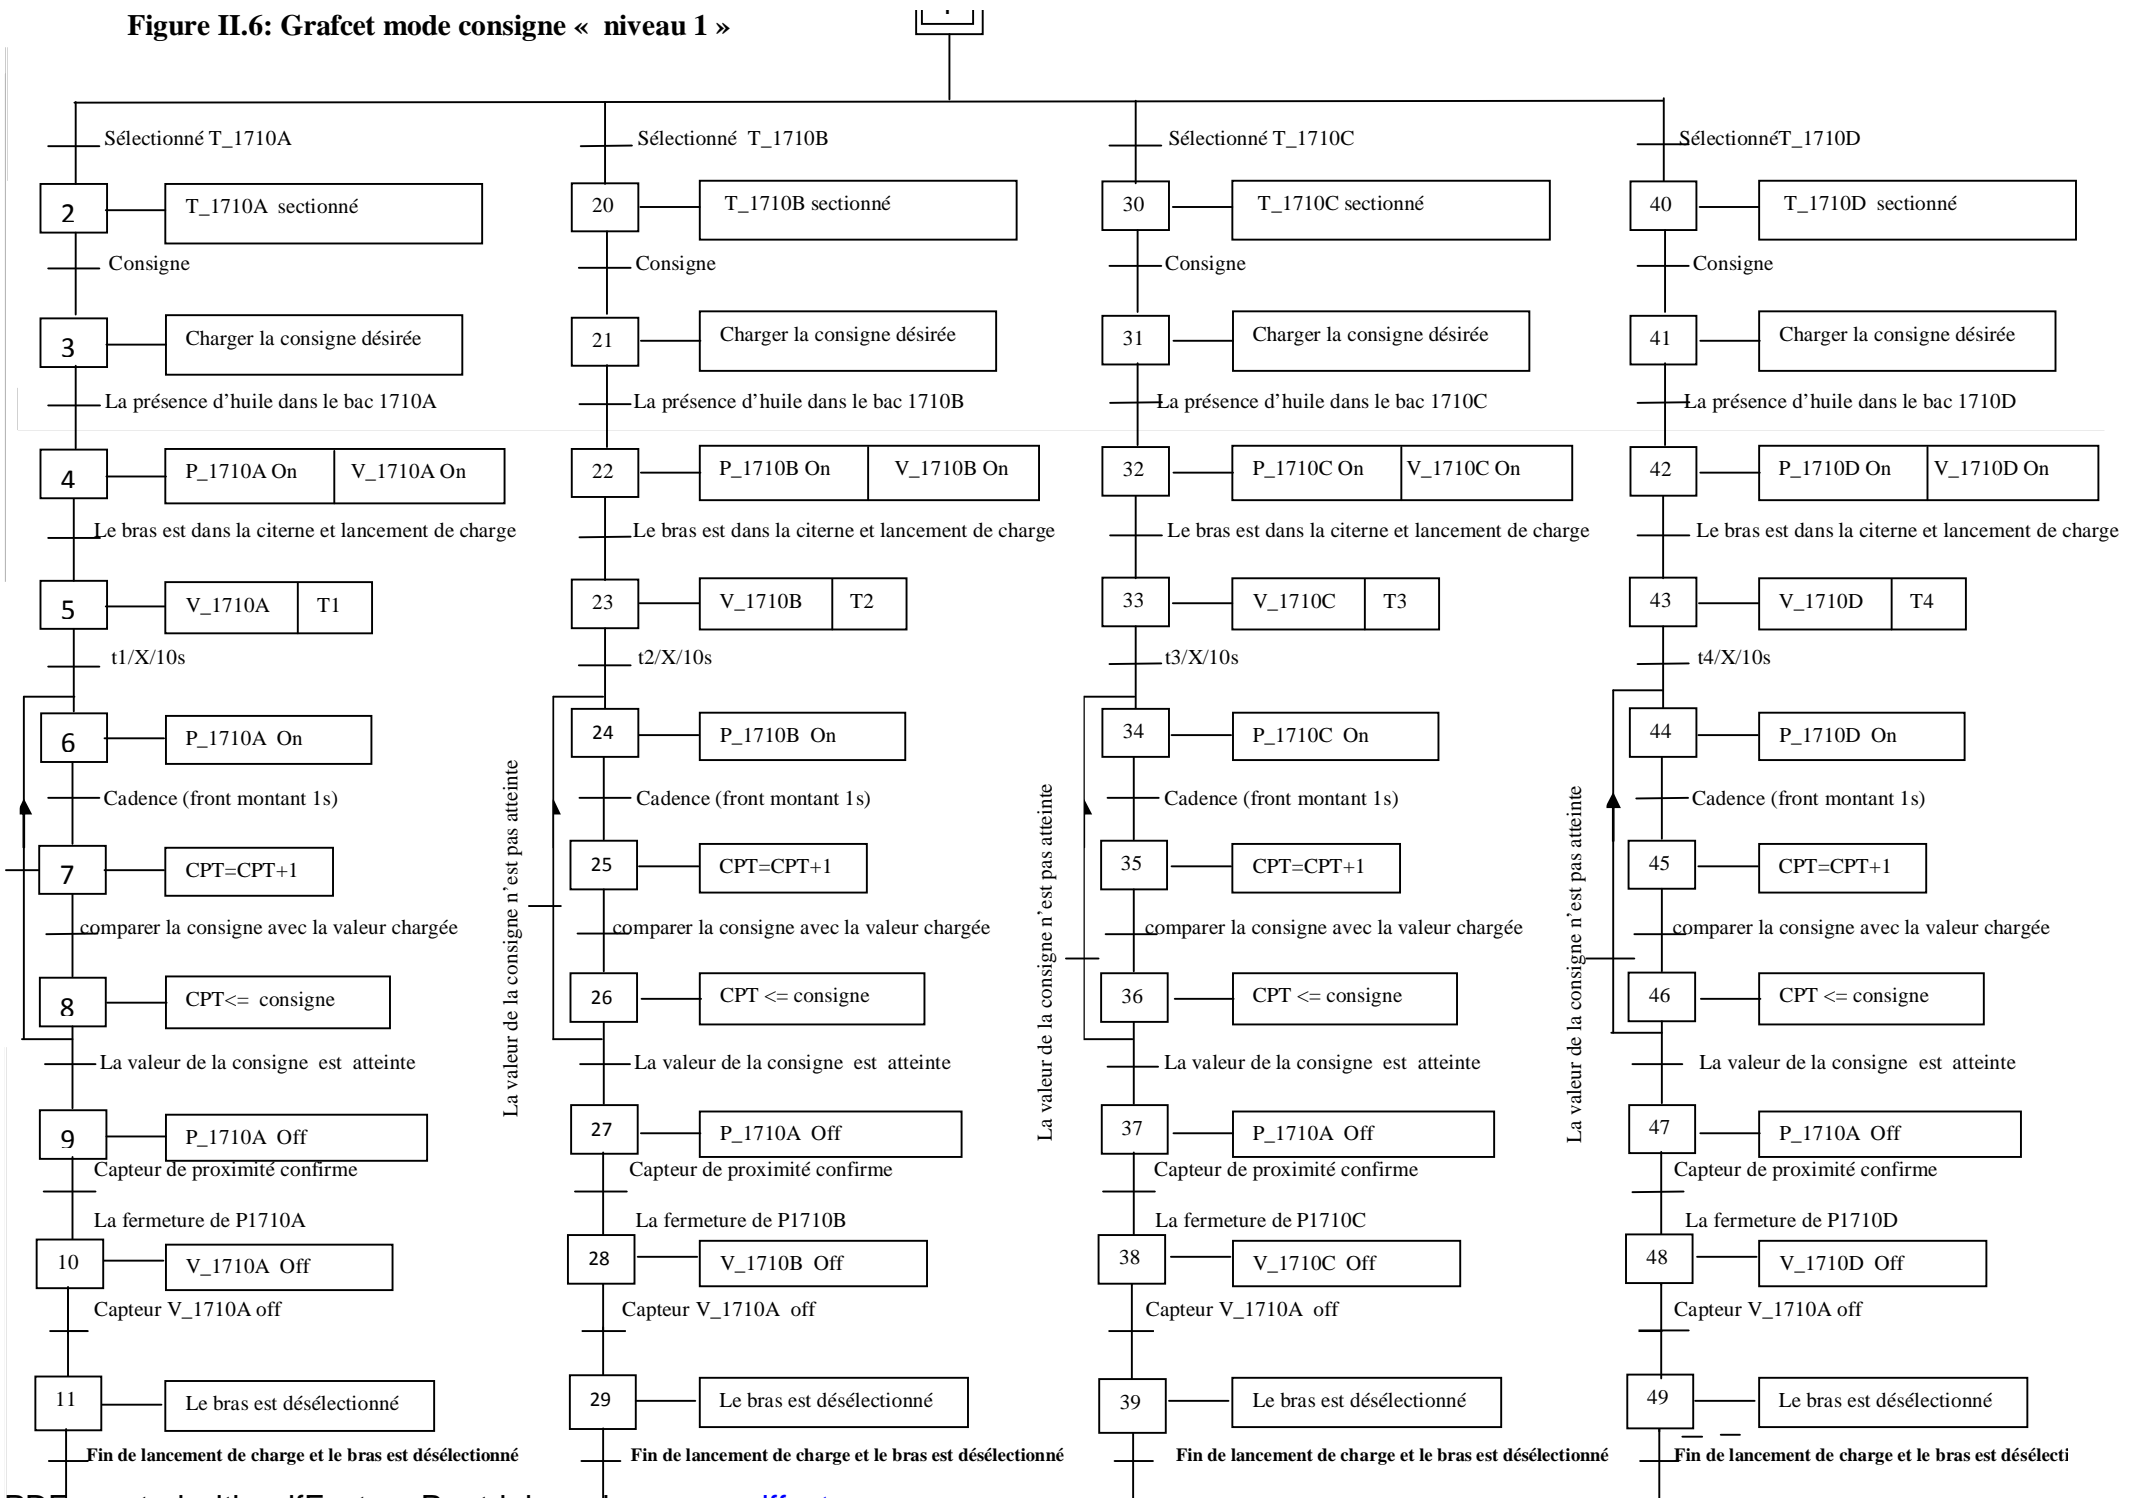 Figure II.6: Grafcet mode consigne « niveau 1 »
Sélectionné T_1710A
Sélectionné T_1710B
Sélectionné T_1710C
SélectionnéT_1710D
2
T_1710A sectionné
20
T_1710B sectionné
30
T_1710C sectionné
40
T_1710D sectionné
Consigne
Consigne
Consigne
Consigne
3
Charger la consigne désirée
21
Charger la consigne désirée
31
Charger la consigne désirée
41
Charger la consigne désirée
La présence d'huile dans le bac 1710A
La présence d'huile dans le bac 1710B
La présence d'huile dans le bac 1710C
La présence d'huile dans le bac 1710D
4
P_1710A On
V_1710A On
22
P_1710B On
V_1710B On
32
P_1710C On
V_1710C On
42
P_1710D On
V_1710D On
Le bras est dans la citerne et lancement de charge
Le bras est dans la citerne et lancement de charge
Le bras est dans la citerne et lancement de charge
Le bras est dans la citerne et lancement de charge
5
V_1710A
T1
23
V_1710B
T2
33
V_1710C
T3
43
V_1710D
T4
t1/X/10s
t2/X/10s
t3/X/10s
t4/X/10s
6
P_1710A On
24
P_1710B On
34
P_1710C On
44
P_1710D On
Cadence (front montant 1s)
Cadence (front montant 1s)
Cadence (front montant 1s)
Cadence (front montant 1s)
La valeur de la consigne n'est pas atteinte
La valeur de la consigne n'est pas atteinte
La valeur de la consigne n'est pas atteinte
7
CPT=CPT+1
25
CPT=CPT+1
35
CPT=CPT+1
45
CPT=CPT+1
comparer la consigne avec la valeur chargée
comparer la consigne avec la valeur chargée
comparer la consigne avec la valeur chargée
comparer la consigne avec la valeur chargée
8
CPT<= consigne
26
CPT <= consigne
36
CPT <= consigne
46
CPT <= consigne
La valeur de la consigne est atteinte
La valeur de la consigne est atteinte
La valeur de la consigne est atteinte
La valeur de la consigne est atteinte
9
P_1710A Off
27
P_1710A Off
37
P_1710A Off
47
P_1710A Off
Capteur de proximité confirme
Capteur de proximité confirme
Capteur de proximité confirme
Capteur de proximité confirme
La fermeture de P1710A
La fermeture de P1710B
La fermeture de P1710C
La fermeture de P1710D
10
V_1710A Off
28
V_1710B Off
38
V_1710C Off
48
V_1710D Off
Capteur V_1710A off
Capteur V_1710A off
Capteur V_1710A off
Capteur V_1710A off
11
Le bras est désélectionné
29
Le bras est désélectionné
39
Le bras est désélectionné
49
Le bras est désélectionné
Fin de lancement de charge et le bras est désélectionné
Fin de lancement de charge et le bras est désélectionné
Fin de lancement de charge et le bras est désélectionné
Fin de lancement de charge et le bras est désélecti